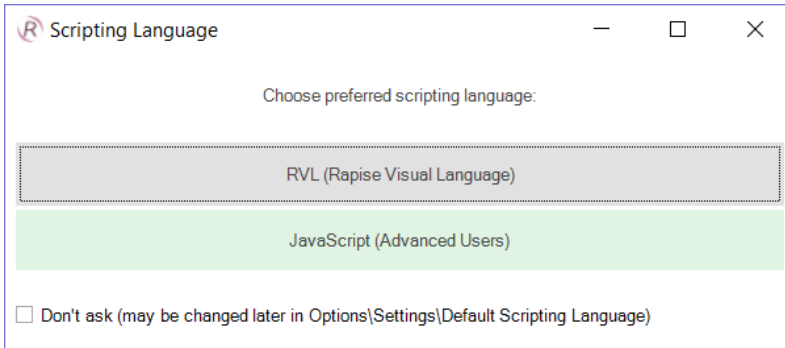 R Scripting Language
Choose preferred scripting language:
RVL (Rapise Visual Language)
JavaScript (Advanced Users)
Don't ask (may be changed later in Options\Settings\Default Scripting Language)